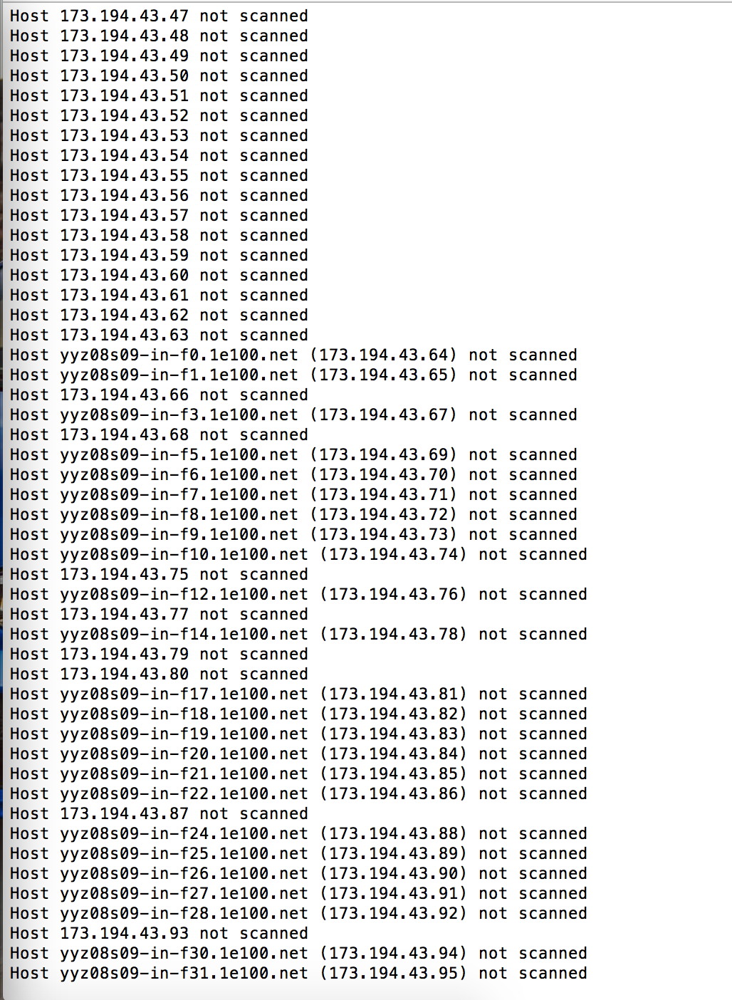 Host 173.194.43.47 not scanned
Host 173.194.43.48 not scanned
Host 173.194.43.49 not scanned
Host 173.194.43.50 not scanned
Host 173.194.43.51 not scanned
Host 173.194.43.52 not scanned
Host 173.194.43.53 not scanned
Host 173.194.43.54 not scanned
Host 173.194.43.55 not scanned
Host 173.194.43.56 not scanned
Host 173.194.43.57 not scanned
Host 173.194.43.58 not scanned
Host 173.194.43.59 not scanned
Host 173.194.43.60 not scanned
Host 173.194.43.61 not scanned
Host 173.194.43.62 not scanned
Host 173.194.43.63 not scanned
Host yyz08s09-in-f0.1e100.net (173.194.43.64) not scanned
Host yyz08s09-in-f1.1e100.net (173.194.43.65) not scanned
Host 173.194.43.66 not scanned
Host yyz08s09-in-f3.1e100.net (173.194.43.67) not scanned
Host 173.194.43.68 not scanned
Host yyz08s09-in-f5.1e100.net (173.194.43.69) not scanned
Host yyz08s09-in-f6.1e100.net (173.194.43.70) not scanned
Host yyz08s09-in-f7.1e100.net (173.194.43.71) not scanned
Host yyz08s09-in-f8.1e100.net (173.194.43.72) not scanned
Host yyz08s09-in-f9.1e100.net (173.194.43.73) not scanned
Host yyz08s09-in-f10.1e100.net (173.194.43.74) not scanned
Host 173.194.43.75 not scanned
Host yyz08s09-in-f12.1e100.net (173.194.43.76) not scanned
Host 173.194.43.77 not scanned
Host yyz08s09-in-f14.1e100.net (173.194.43.78) not scanned
Host 173.194.43.79 not scanned
Host 173.194.43.80 not scanned
Host yyz08s09-in-f17.1e100.net (173.194.43.81) not scanned
Host yyz08s09-in-f18.1e100.net (173.194.43.82) not scanned
Host yyz08s09-in-f19.1e100.net (173.194.43.83) not scanned
Host yyz08s09-in-f20.1e100.net (173.194.43.84) not scanned
Host yyz08s09-in-f21.1e100.net (173.194.43.85) not scanned
Host yyz08s09-in-f22.1e100.net (173.194.43.86) not scanned
Host 173.194.43.87 not scanned
Host yyz08s09-in-f24.1e100.net (173.194.43.88) not scanned
Host yyz08s09-in-f25.1e100.net (173.194.43.89) not scanned
Host yyz08s09-in-f26.1e100.net (173.194.43.90) not scanned
Host yyz08s09-in-f27.1e100.net (173.194.43.91) not scanned
Host yyz08s09-in-f28.1e100.net (173.194.43.92) not scanned
Host 173.194.43.93 not scanned
Host yyz08s09-in-f30.1e100.net (173.194.43.94) not scanned
Host yyz08s09-in-f31.1e100.net (173.194.43.95) not scanned